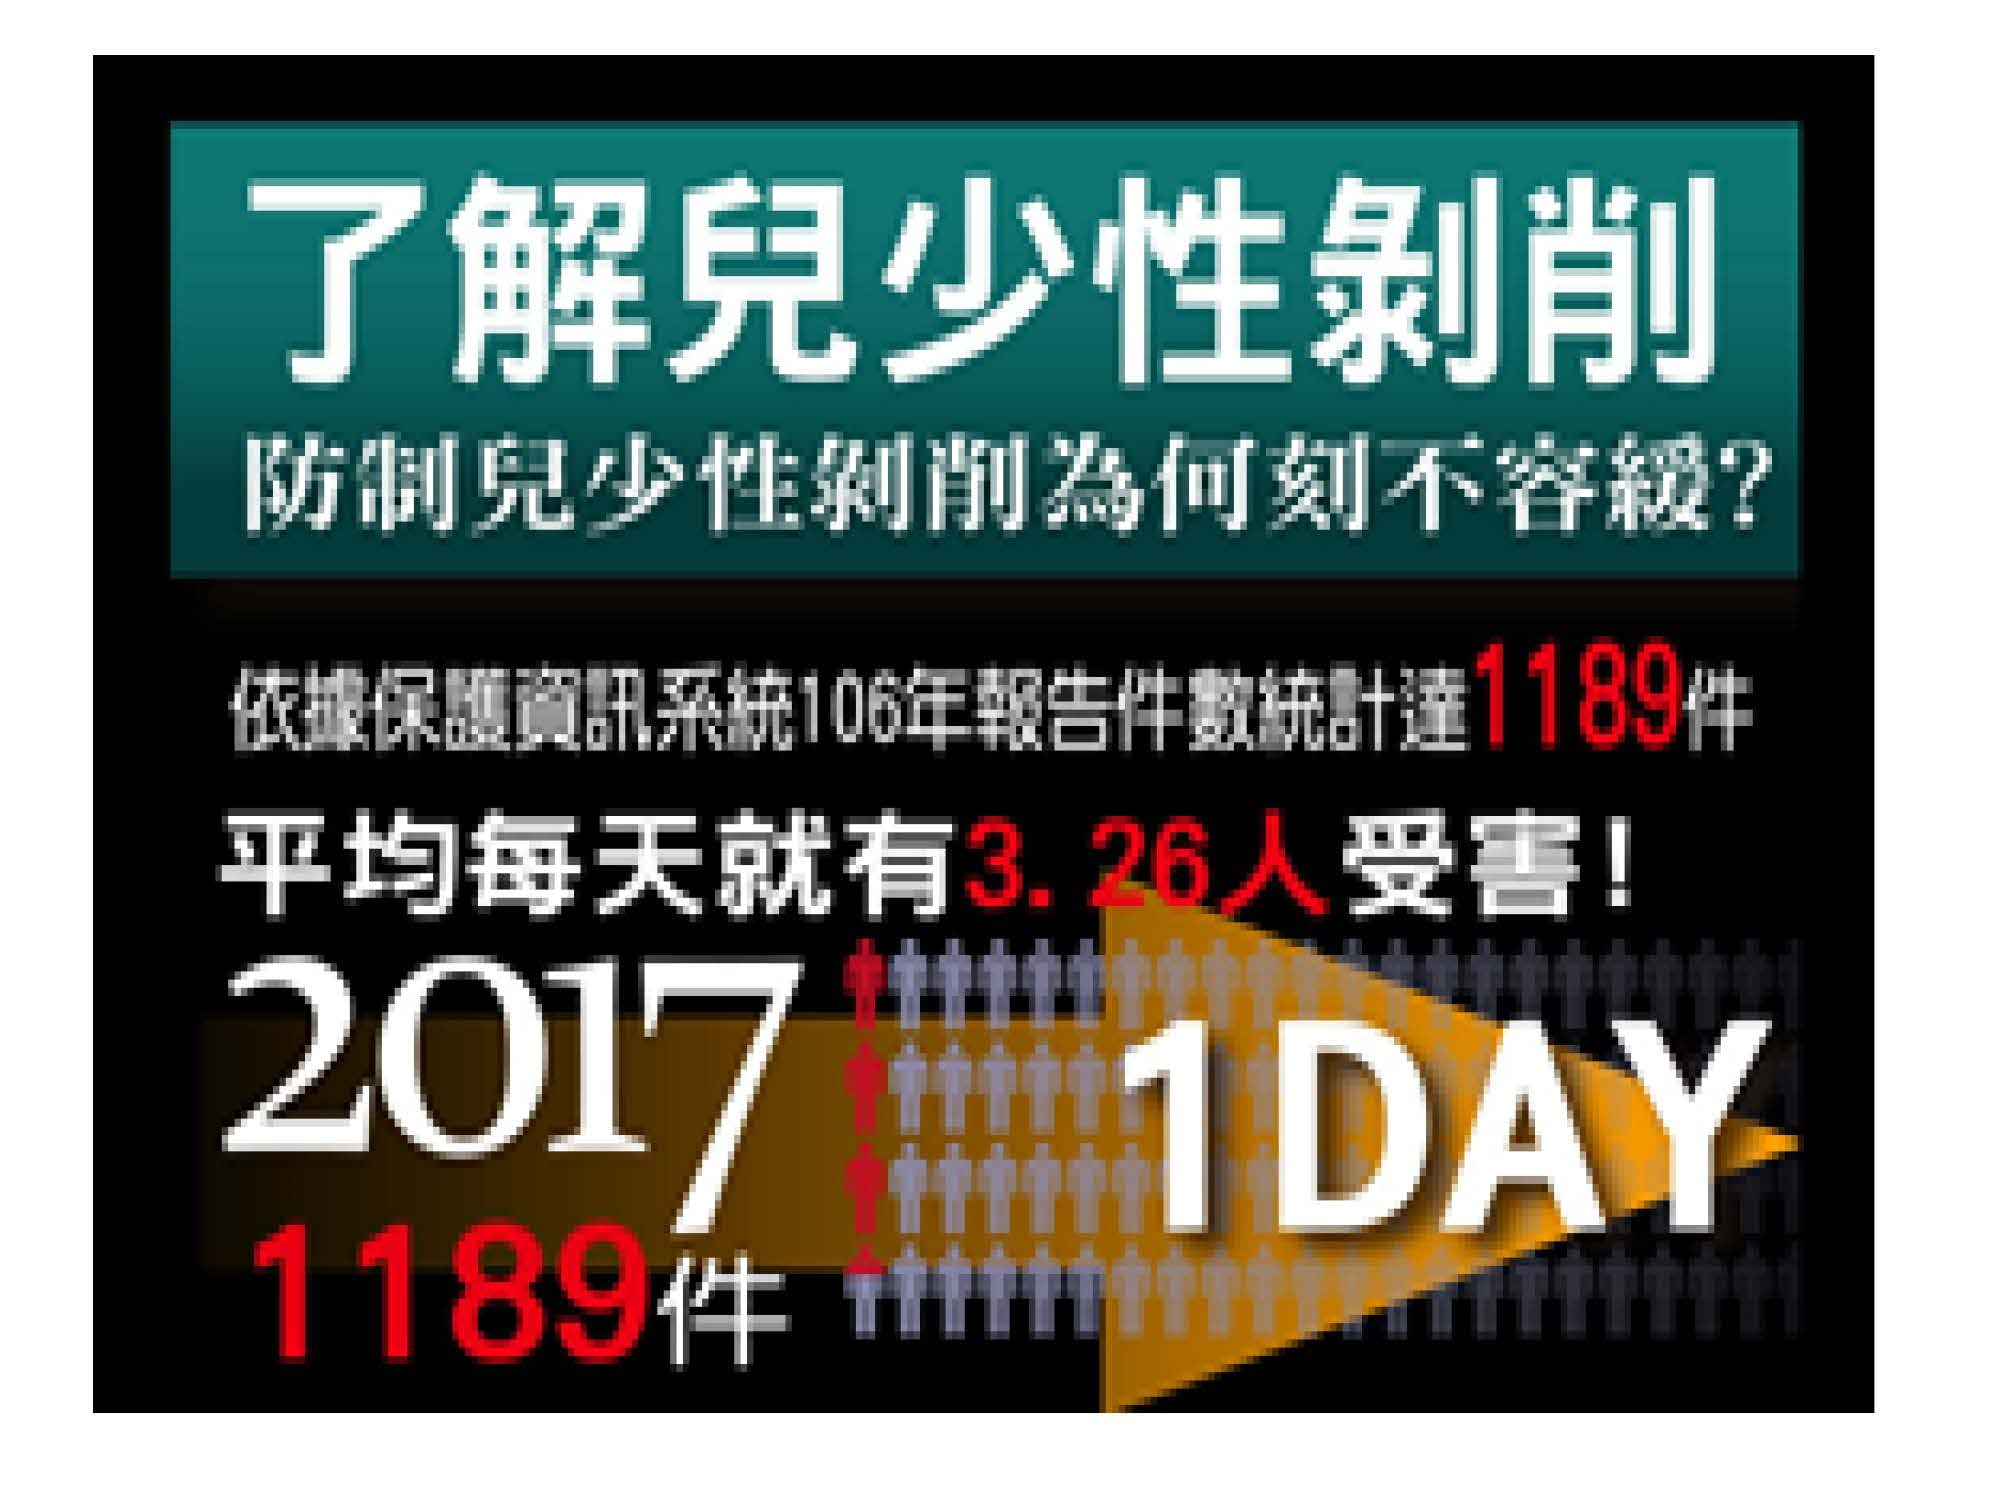 了解兒少性剝削
防制兒少性剝削為何刻不容緩?
依據保護資訊系統106年報告件數統計達1189件
平均每天就有3.26人受害!
2017
1DAY
1189件